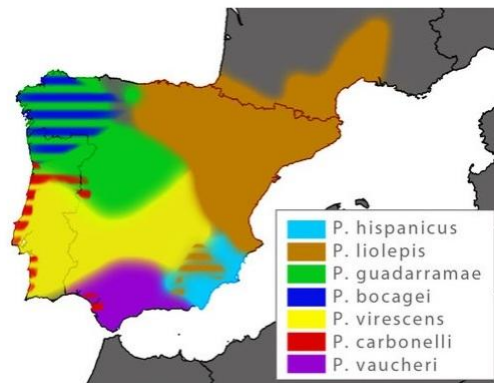 P. hispanicus
P. liolepis
P. guadarramae
P. bocagei
P. virescens
P. carbonelli
P. vaucheri